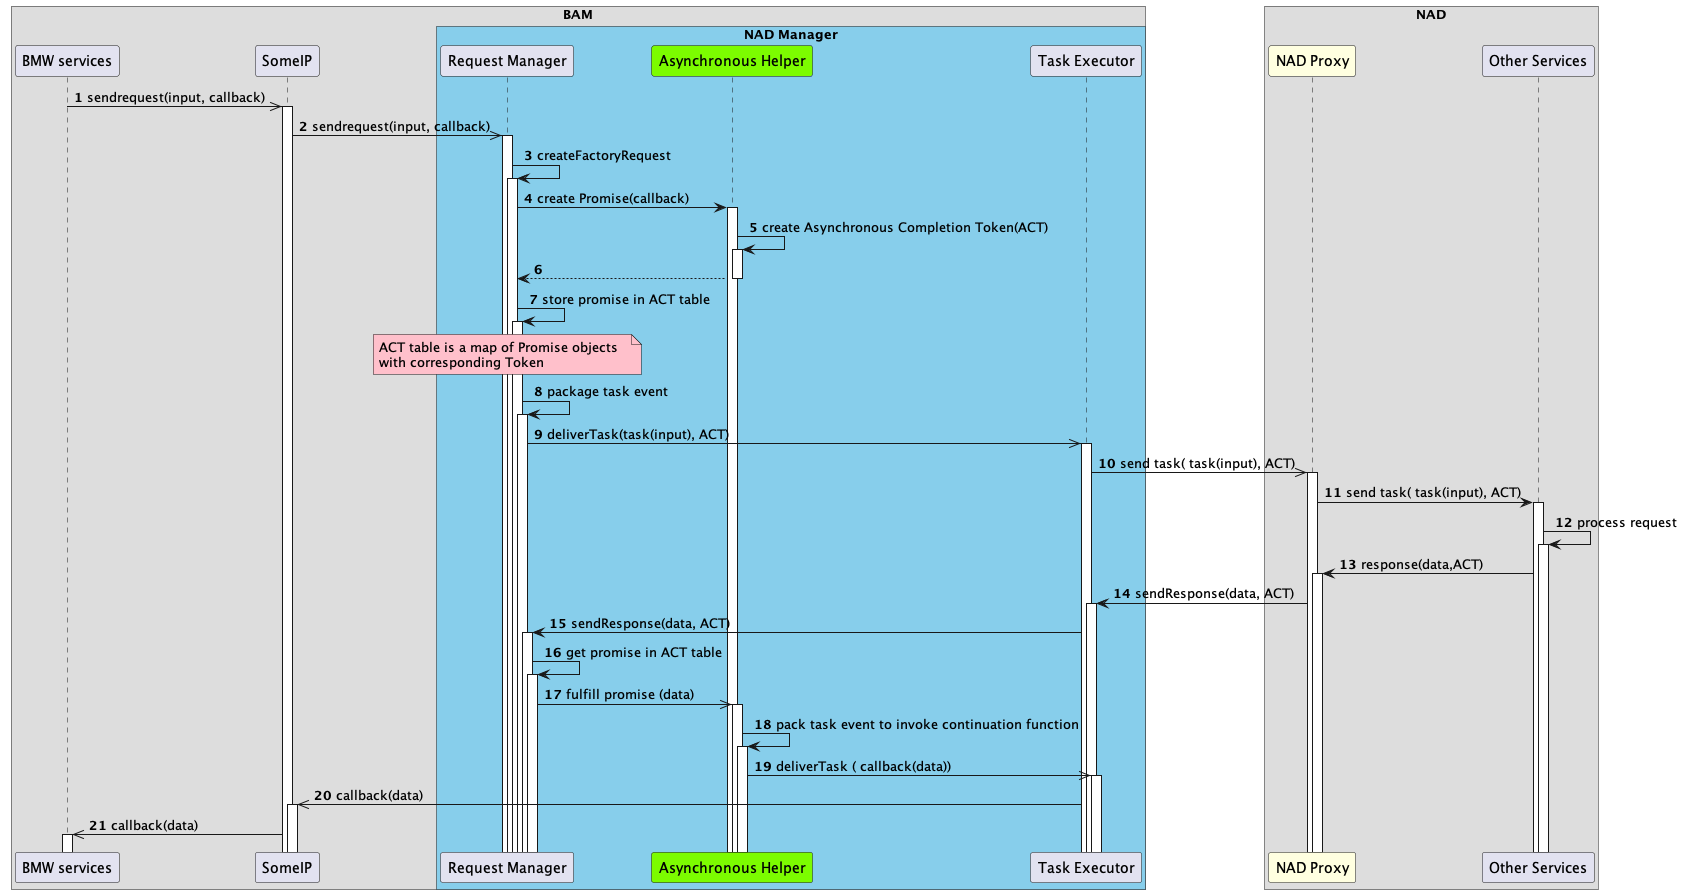 BAM
NAD
NAD Manager
BMW services
SomeIP
Request Manager
Asynchronous Helper
Task Executor
NAD Proxy
Other Services
1 sendrequest(input, callback)
2 sendrequest(input, callback)
3 createFactoryRequest
4 create Promise(callback)
5 create Asynchronous Completion Token(ACT)
6
7 store promise in ACT table
ACT table is a map of Promise objects
with corresponding Token
8 package task event
9 deliverTask(task(input), ACT)
10 send task( task(input), ACT)
11 send task( task(input), ACT)
12 process request
13 response(data,ACT)
14 sendResponse(data, ACT)
15 sendResponse(data, ACT)
16 get promise in ACT table
17 fulfill promise (data)
18 pack task event to invoke continuation function
19 deliverTask ( callback(data))
20 callback(data)
21 callback(data)
BMW services
SomeIP
Request Manager
Asynchronous Helper
Task Executor
NAD Proxy
Other Services